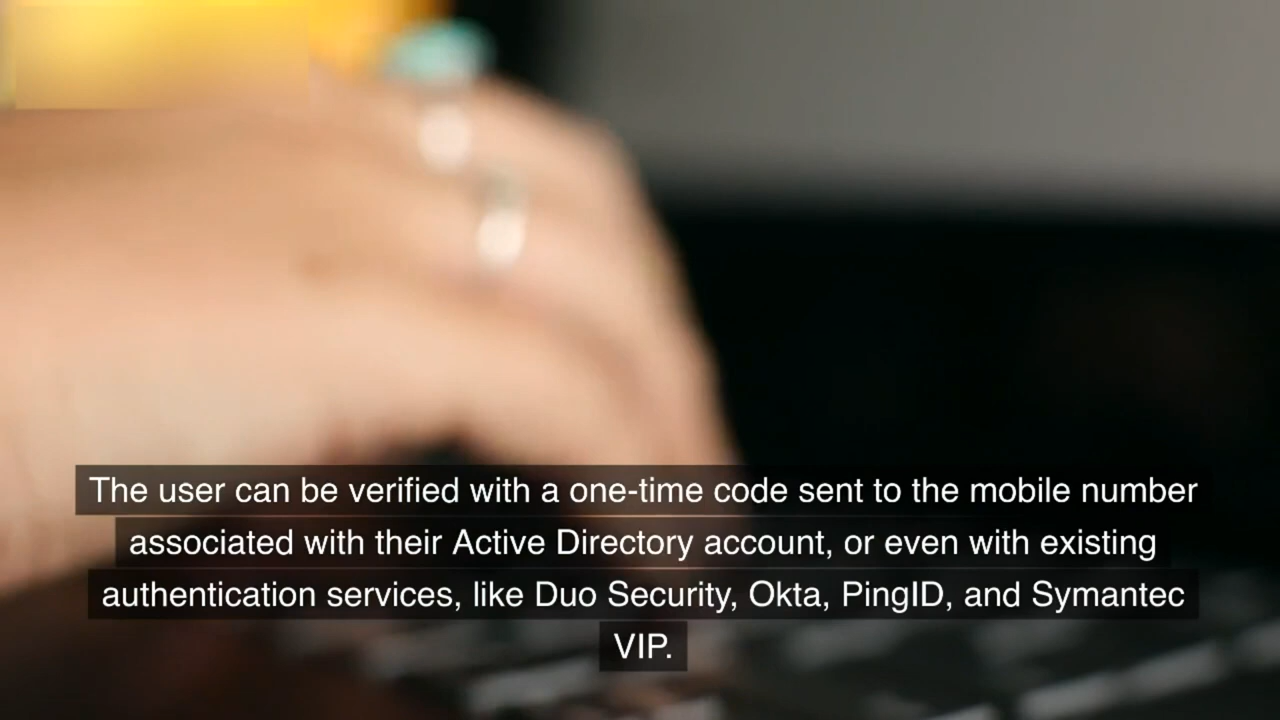 The user can be verified with a one-time code sent to the mobile number
associated with their Active Directory account, or even with existing
authentication services, like Duo Security, Okta, PingID, and Symantec
VIP.